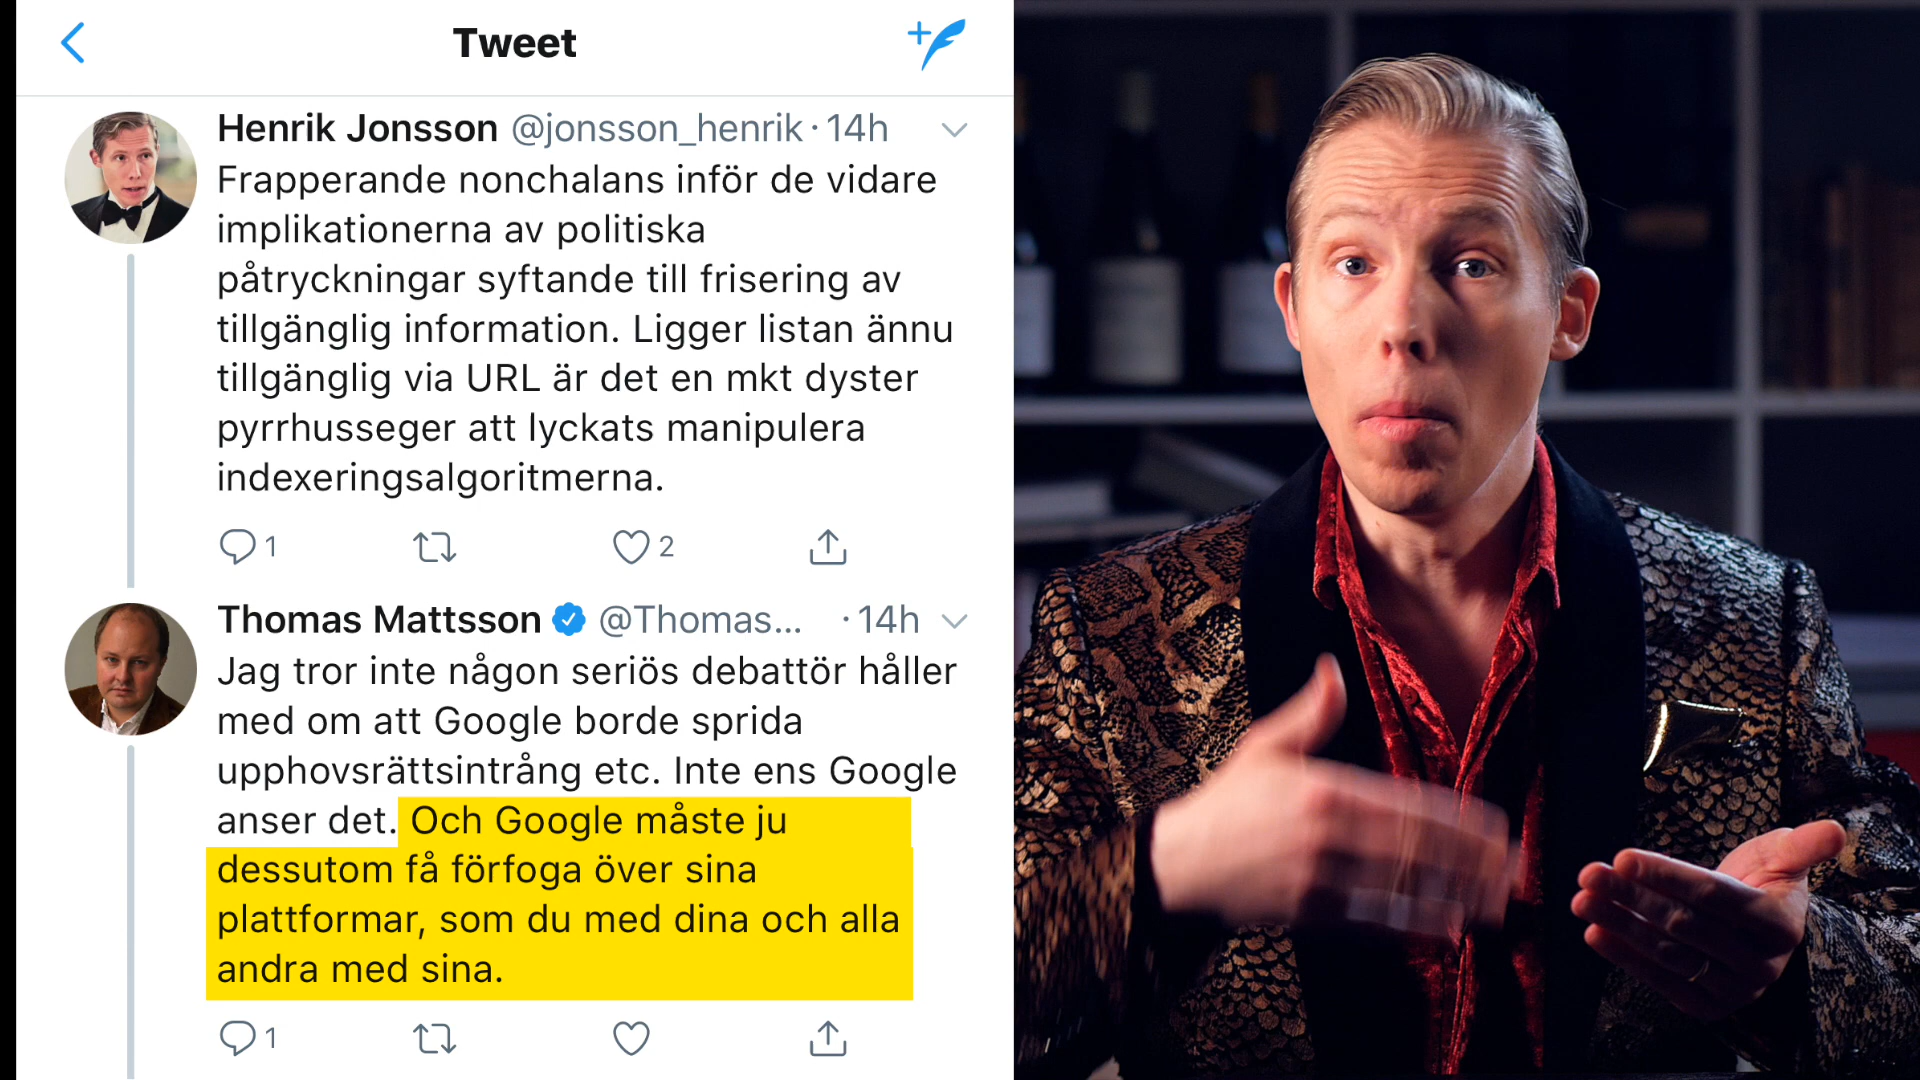 Tweet
Henrik Jonsson @jonsson_henrik · 14h
Frapperande nonchalans inför de vidare
implikationerna av politiska
påtryckningar syftande till frisering av
tillgänglig information. Ligger listan ännu
tillgänglig via URL är det en mkt dyster
pyrrhusseger att lyckats manipulera
indexeringsalgoritmerna.
1 2
Thomas Mattsson @Thomas... · 14h
Jag tror inte någon seriös debattör håller
med om att Google borde sprida
upphovsrättsintrång etc. Inte ens Google
anser det. Och Google måste ju
dessutom få förfoga över sina
plattformar, som du med dina och alla
andra med sina.
1